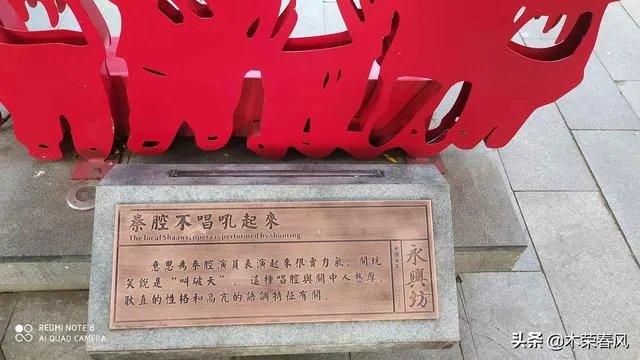 秦腔不唱吼起來
The local Shaanxi opera is performed by shouting
意思爲秦腔演員表演起來很賣力氣，開玩
笑說是“叫破天”，這種唱腔與關中人憨厚、
耿直的性格和高亢的語調特征有關。
永興坊
REDMI NOTE 8
AI QUAD CAMERA
头条 @木荣春风